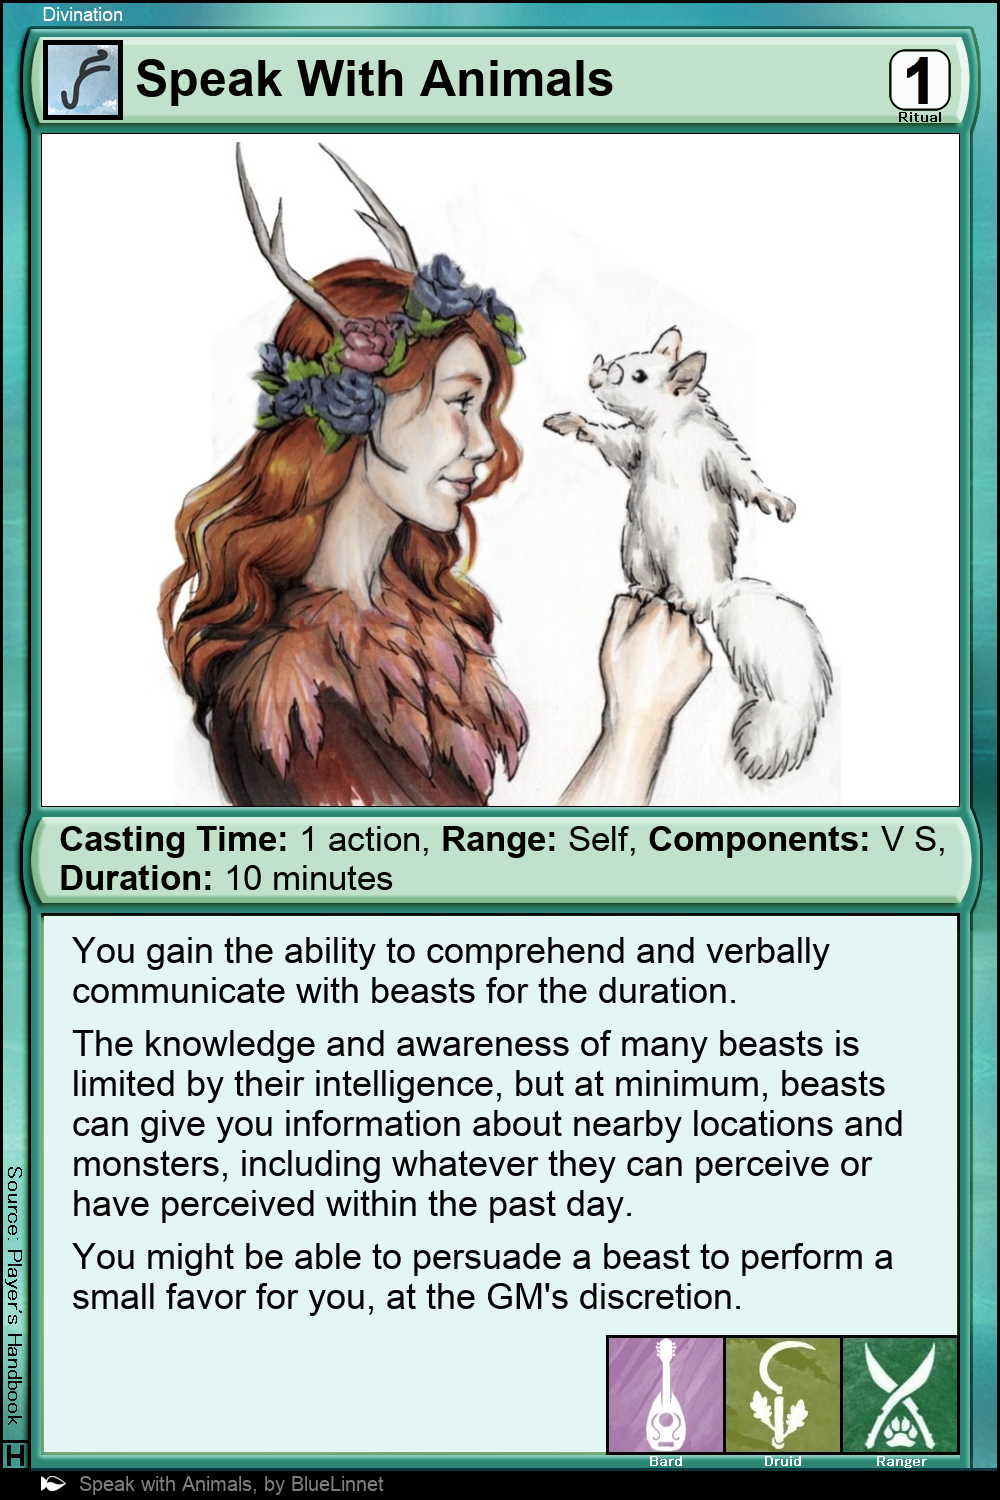 Divination
Speak With Animals
1
Ritual
Casting Time: 1 action, Range: Self, Components: V S,
Duration: 10 minutes
You gain the ability to comprehend and verbally
communicate with beasts for the duration.
The knowledge and awareness of many beasts is
limited by their intelligence, but at minimum, beasts
can give you information about nearby locations and
monsters, including whatever they can perceive or
have perceived within the past day.
You might be able to persuade a beast to perform a
small favor for you, at the GM's discretion.
Bard
Druid
Ranger
Source: Player's Handbook
H
Speak with Animals, by BlueLinnet